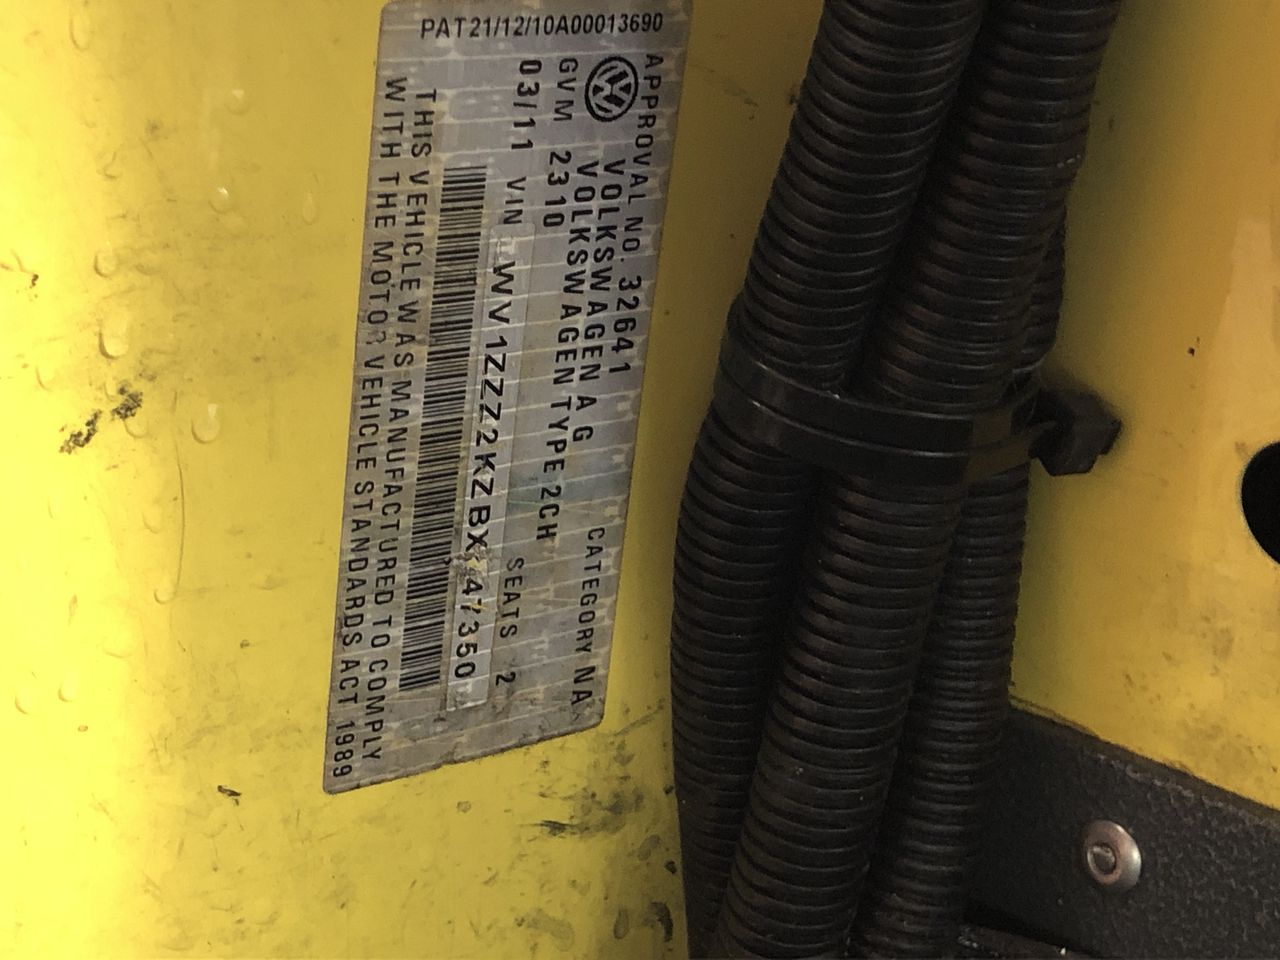 PAT21/12/10A00013690
APPROVAL NO. 32641 CATEGORY NA
VOLKSWAGEN AG
VOLKSWAGEN TYPE 2CH
GVM 2310
03/11 VIN SEATS 2
WV1ZZZ2KZBX 47350
THIS VEHICLE WAS MANUFACTURED TO COMPLY
WITH THE MOTOR VEHICLE STANDARDS ACT 1989